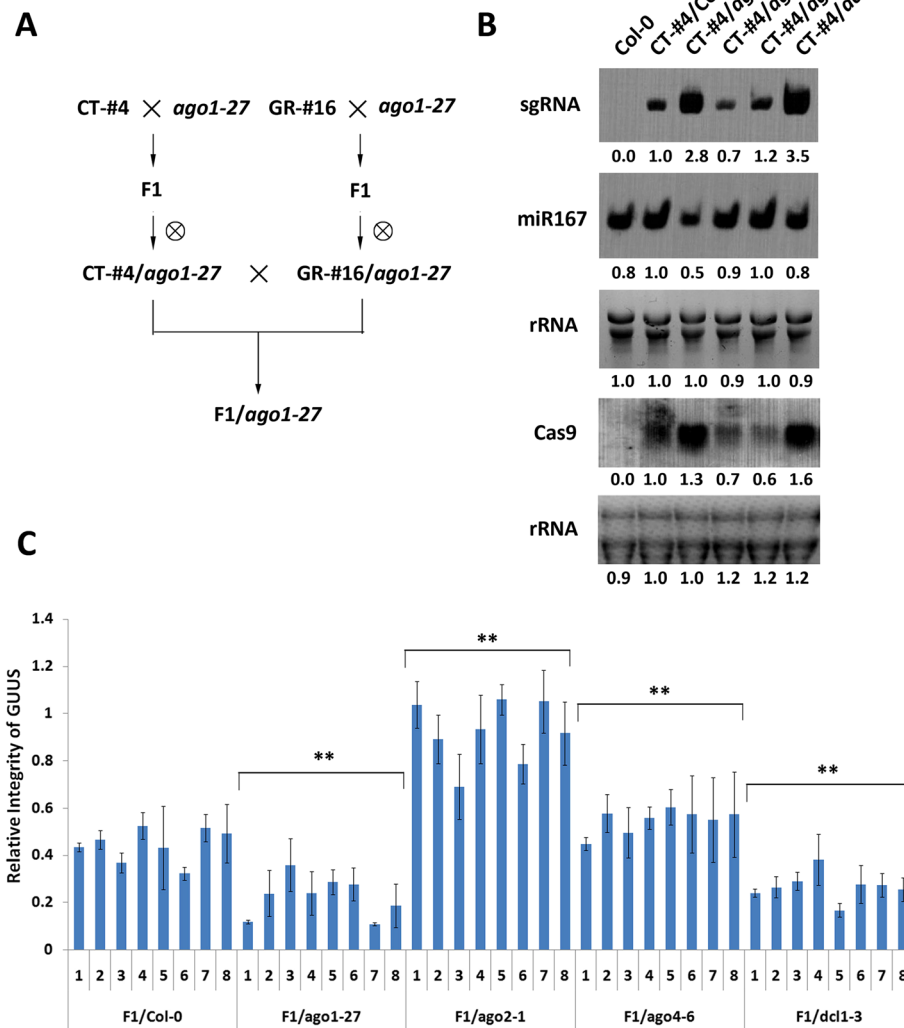 A
CT-#4 × ago1-27 GR-#16 × ago1-27
F1 F1
CT-#4/ago1-27 × GR-#16/ago1-27
F1/ago1-27
B
Col-0
sgRNA
0.0 1.0 2.8 0.7 1.2 3.5
miR167
0.8 1.0 0.5 0.9 1.0 0.8
rRNA
1.0 1.0 1.0 0.9 1.0 0.9
Cas9
0.0 1.0 1.3 0.7 0.6 1.6
rRNA
0.9 1.0 1.0 1.2 1.2 1.2
C
Relative Integrity of GUUS
1.4
1.2
1
0.8
0.6
0.4
0.2
0
** ** ** **
1 2 3 4 5 6 7 8 1 2 3 4 5 6 7 8 1 2 3 4 5 6 7 8 1 2 3 4 5 6 7 8 1 2 3 4 5 6 7 8
F1/Col-0 F1/ago1-27 F1/ago2-1 F1/ago4-6 F1/dcl1-3